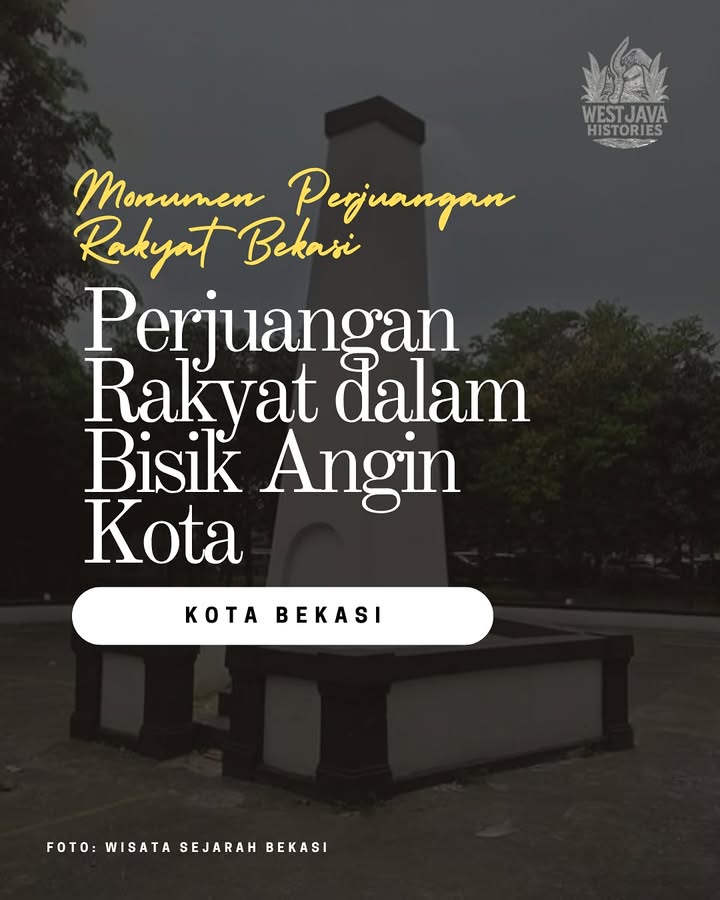 WEST JAVA
HISTORIES
Monumen Perjuangan
Rakyat Bekasi
Perjuangan
Rakyat dalam
Bisik Angin
Kota
KOTA BEKASI
FOTO: WISATA SEJARAH BEKASI